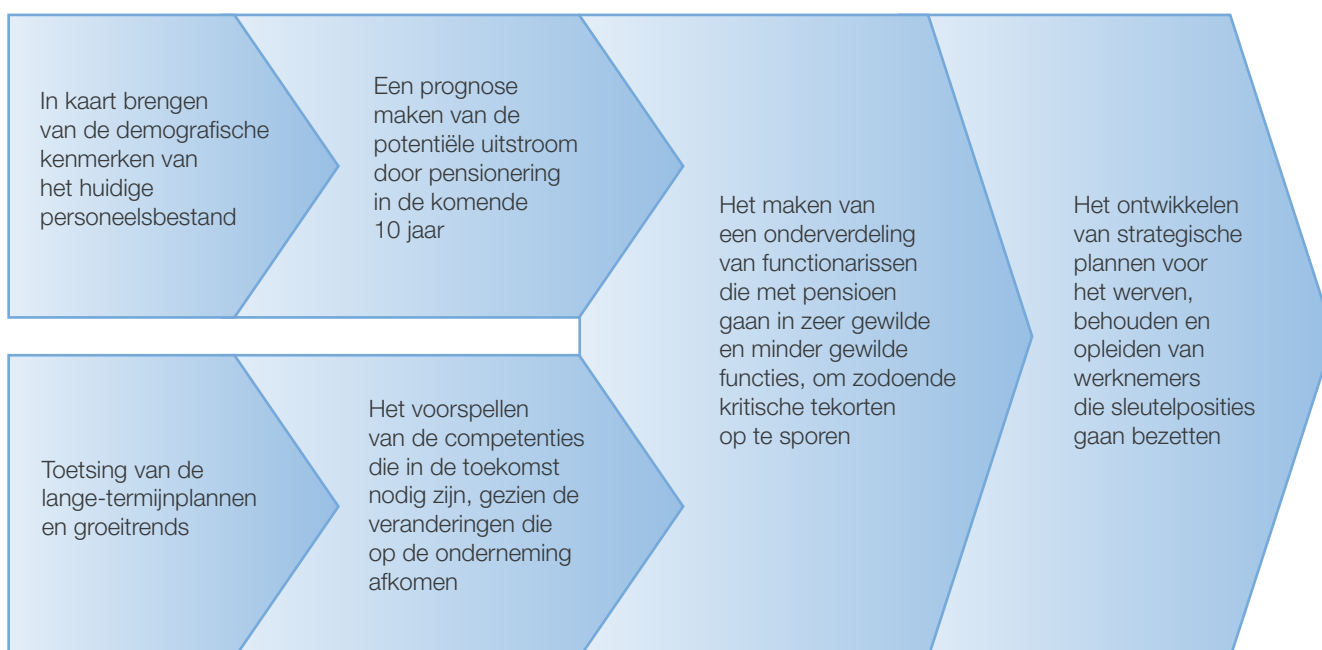 In kaart brengen
van de demografische
kenmerken van
het huidige
personeelsbestand
Een prognose
maken van de
potentiële uitstroom
door pensionering
in de komende
10 jaar
Toetsing van de
lange-termijnplannen
en groeitrends
Het voorspellen
van de competenties
die in de toekomst
nodig zijn, gezien de
veranderingen die
op de onderneming
afkomen
Het maken van
een onderverdeling
van functionarissen
die met pensioen
gaan in zeer gewilde
en minder gewilde
functies, om zodoende
kritische tekorten
op te sporen
Het ontwikkelen
van strategische
plannen voor
het werven,
behouden en
opleiden van
werknemers
die sleutelposities
gaan bezetten